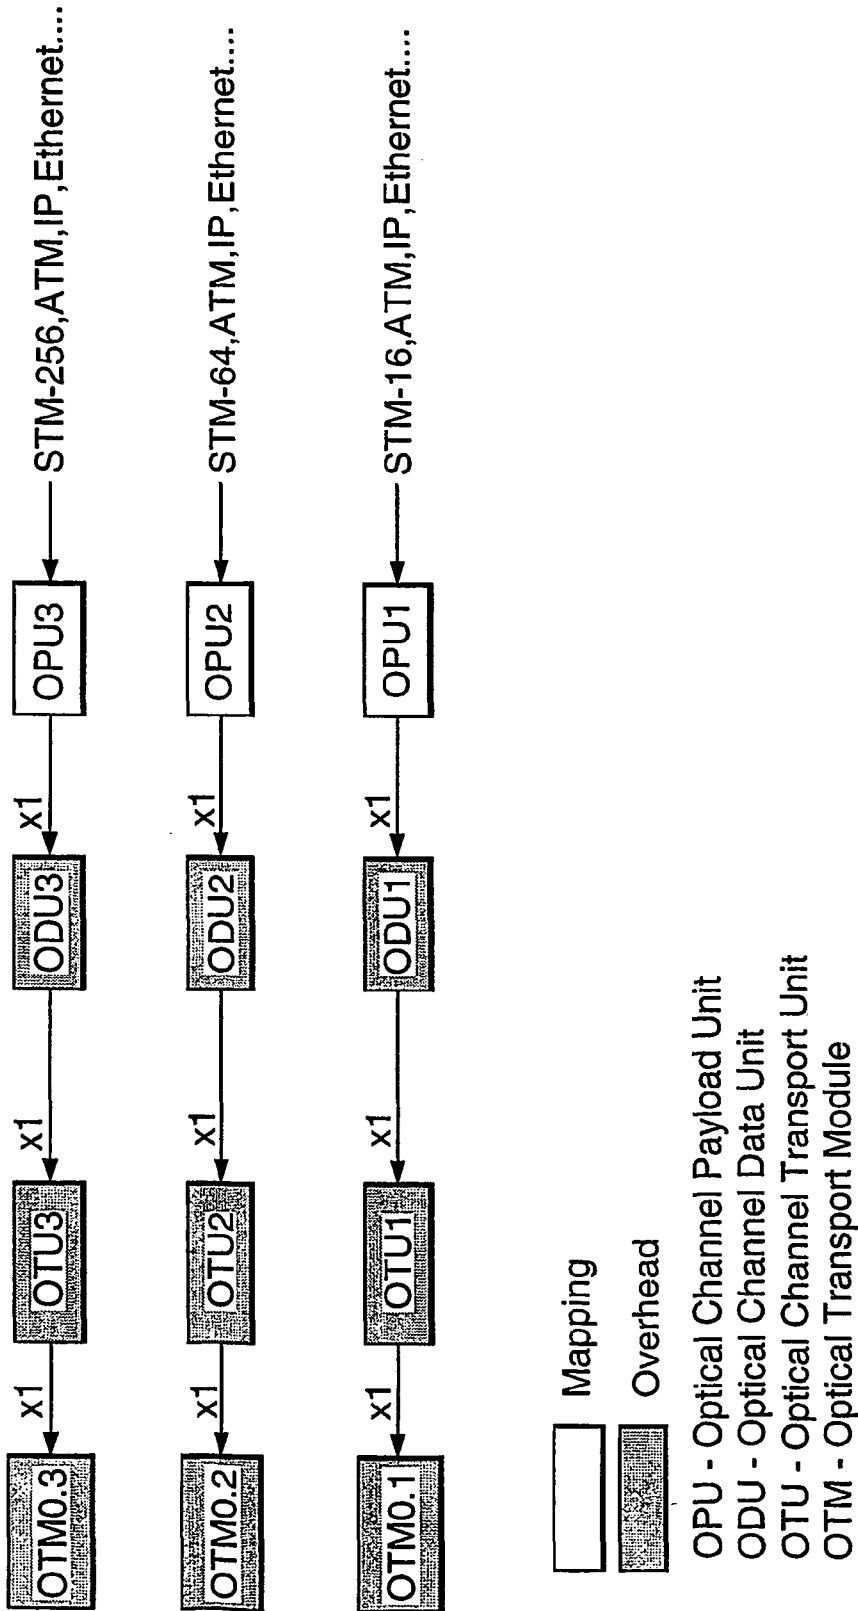 OTM0.3
x1
OTU3
x1
ODU3
x1
OPU3
STM-256,ATM,IP,Ethernet....
OTM0.2
x1
OTU2
x1
ODU2
x1
OPU2
STM-64,ATM,IP,Ethernet....
OTM0.1
x1
OTU1
x1
ODU1
x1
OPU1
STM-16,ATM,IP,Ethernet....
Mapping
Overhead
OPU - Optical Channel Payload Unit
ODU - Optical Channel Data Unit
OTU - Optical Channel Transport Unit
OTM - Optical Transport Module